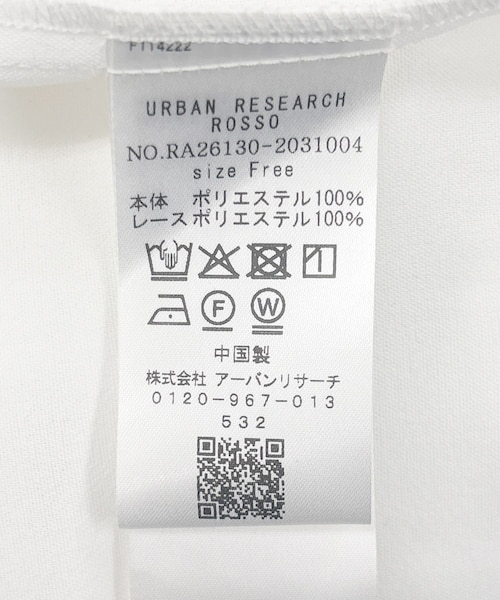 F114222
URBAN RESEARCH
ROSSO
NO.RA26130-2031004
size Free
本体 ポリエステル100%
レースポリエステル100%
F W
中国製
株式会社 アーバンリサーチ
0120-967-013
532